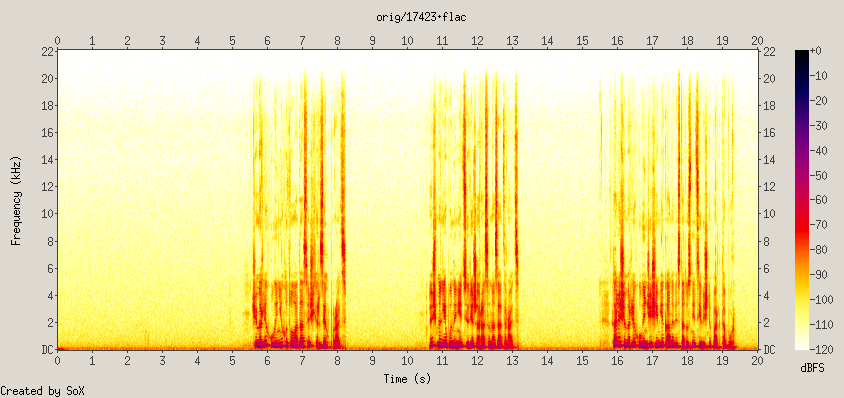 orig/17423•flac
0 1 2 3 4 5 6 7 8 9 10 11 12 13 14 15 16 17 18 19 20
22 22 +0
20 20 -10
18 18 -20
16 16 -30
14 14 -40
12 12 -50
10 10 -60
8 8 -70
6 6 -80
4 4 -90
2 2 -100
-110
DC DC -120
Frequency (kHz)
0 1 2 3 4 5 6 7 8 9 10 11 12 13 14 15 16 17 18 19 20
Time (s)
dBFS
Created by SoX